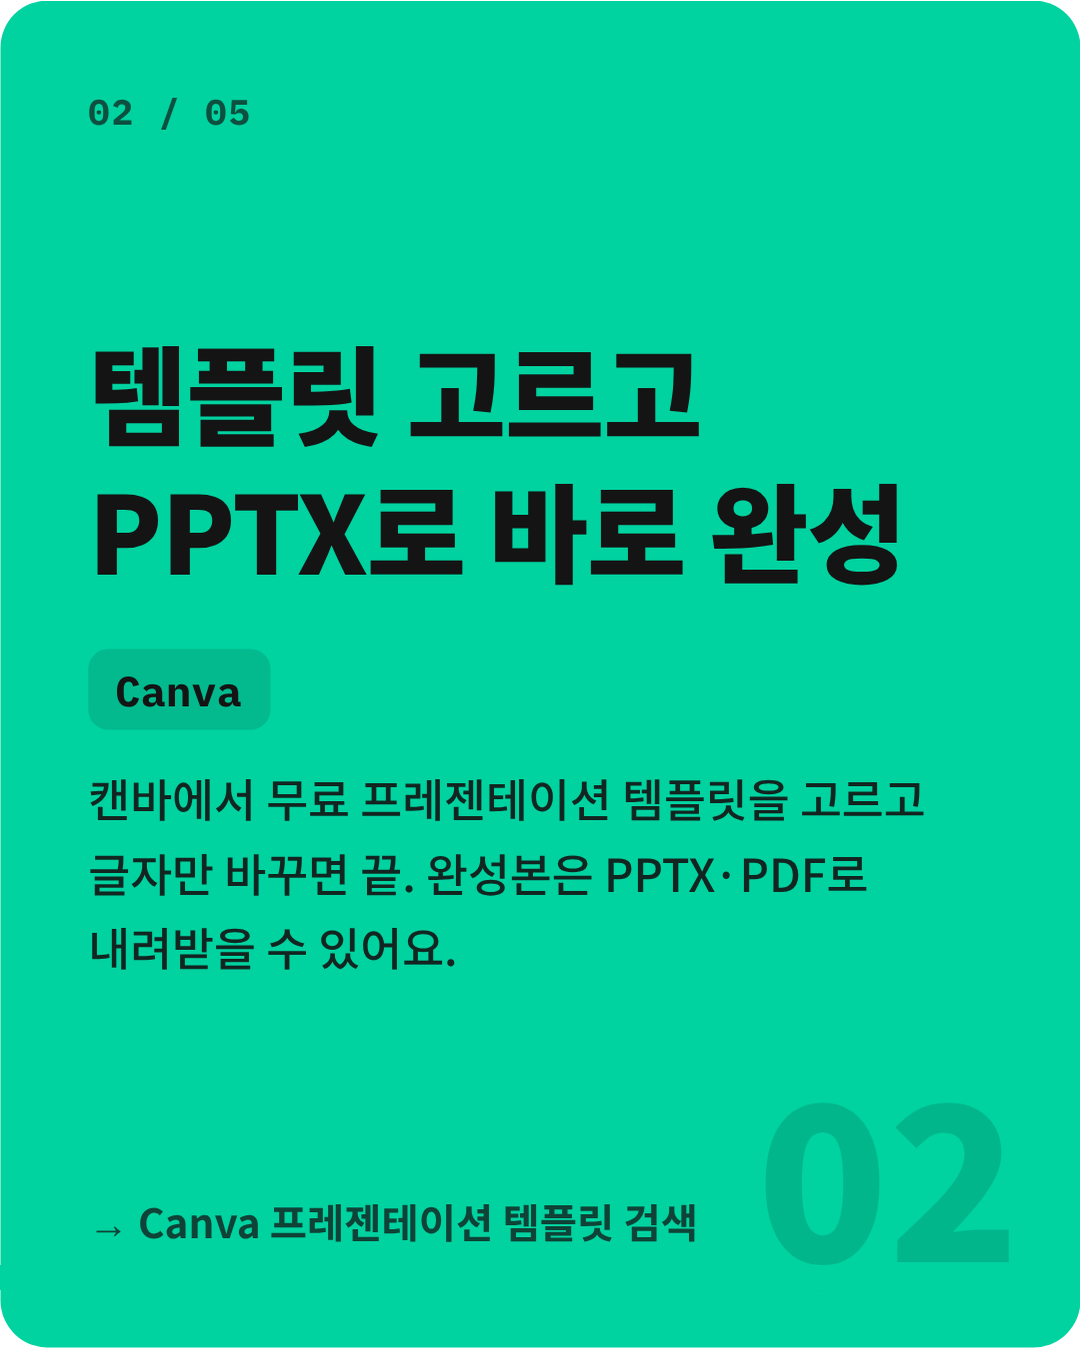 02 / 05
템플릿 고르고
PPTX로 바로 완성
Canva
캔바에서 무료 프레젠테이션 템플릿을 고르고
글자만 바꾸면 끝. 완성본은 PPTX·PDF로
내려받을 수 있어요.
02
→ Canva 프레젠테이션 템플릿 검색